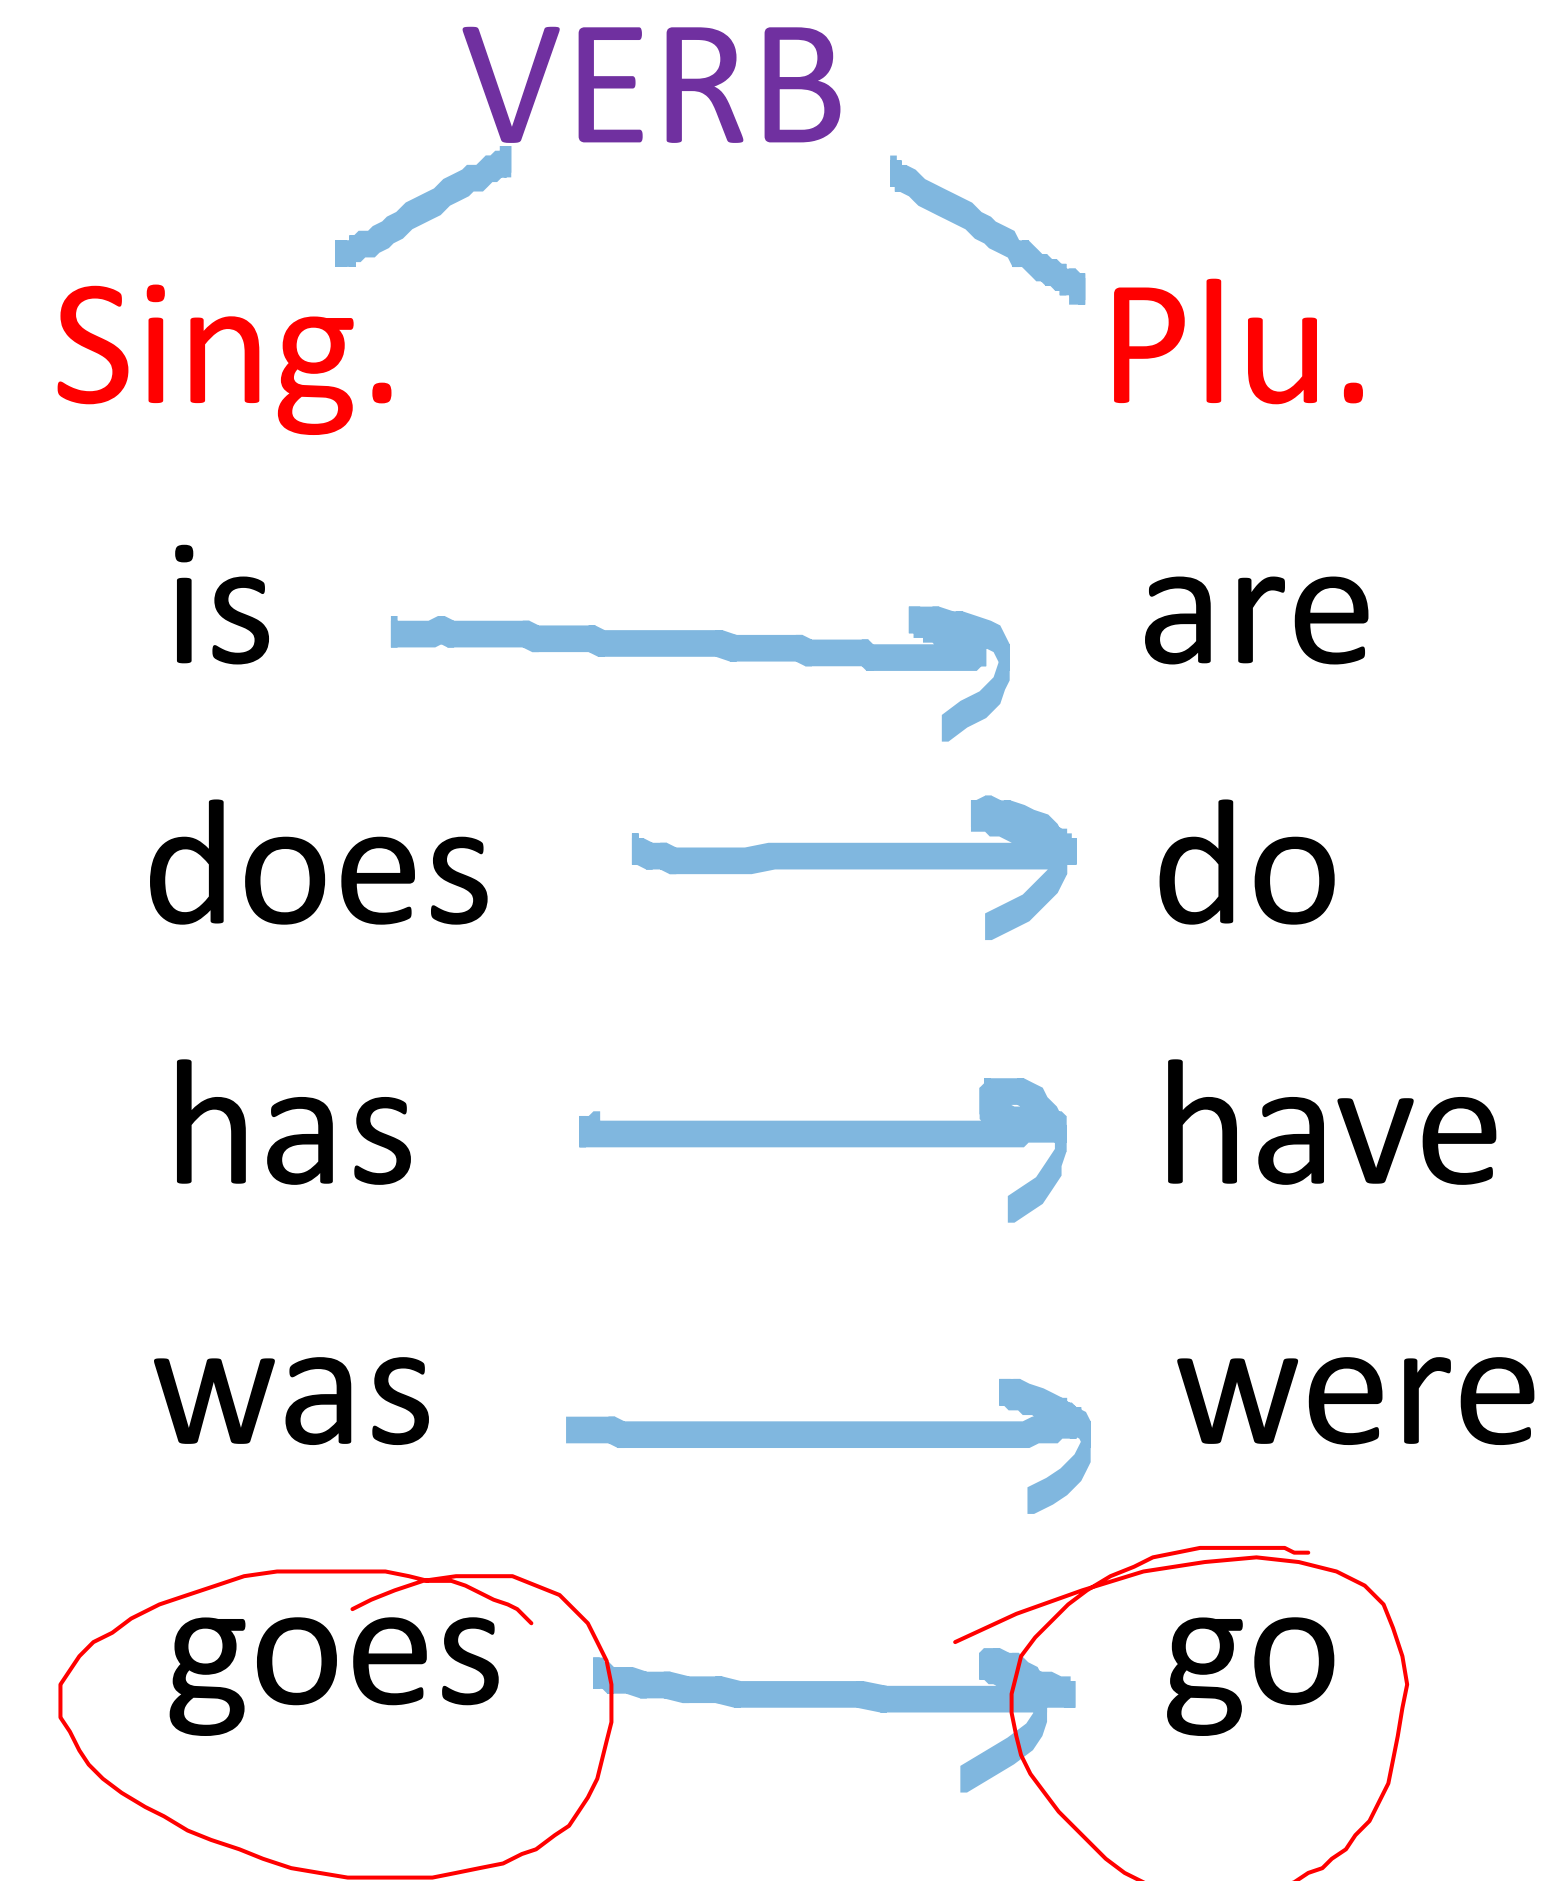 VERB
Sing. Plu.
is are
does do
has have
was were
goes go